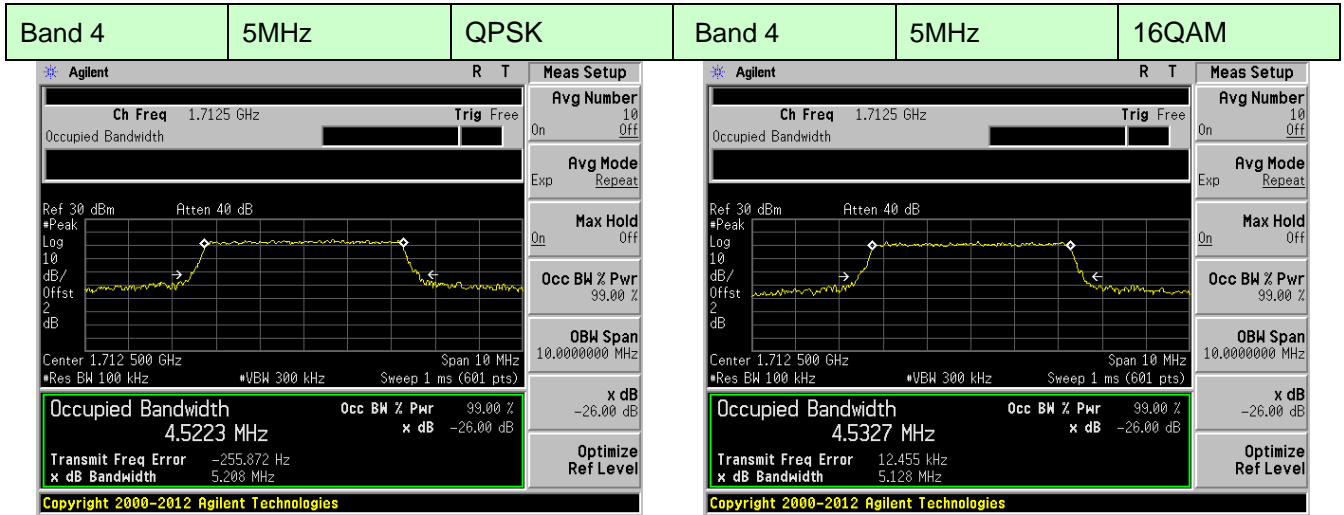 Band 4 5MHz QPSK Band 4 5MHz 16QAM
Agilent R T Meas Setup
Ch Freq 1.7125 GHz Trig Free
Occupied Bandwidth
Avg Number
10
On Off
Avg Mode
Exp Repeat
Ref 30 dBm Atten 40 dB
#Peak
Log
10
dB/
Offst
2
dB
Max Hold
On Off
Occ BW % Pwr
99.00 %
OBW Span
10.0000000 MHz
Center 1.712 500 GHz Span 10 MHz
#Res BW 100 kHz #VBW 300 kHz Sweep 1 ms (601 pts)
Occupied Bandwidth Occ BW % Pwr 99.00 %
4.5223 MHz x dB -26.00 dB
Transmit Freq Error -255.872 Hz
x dB Bandwidth 5.208 MHz
x dB
-26.00 dB
Optimize
Ref Level
Copyright 2000-2012 Agilent Technologies
Agilent R T Meas Setup
Ch Freq 1.7125 GHz Trig Free
Occupied Bandwidth
Avg Number
10
On Off
Avg Mode
Exp Repeat
Ref 30 dBm Atten 40 dB
#Peak
Log
10
dB/
Offst
2
dB
Max Hold
On Off
Occ BW % Pwr
99.00 %
OBW Span
10.0000000 MHz
Center 1.712 500 GHz Span 10 MHz
#Res BW 100 kHz #VBW 300 kHz Sweep 1 ms (601 pts)
Occupied Bandwidth Occ BW % Pwr 99.00 %
4.5327 MHz x dB -26.00 dB
Transmit Freq Error 12.455 kHz
x dB Bandwidth 5.128 MHz
x dB
-26.00 dB
Optimize
Ref Level
Copyright 2000-2012 Agilent Technologies